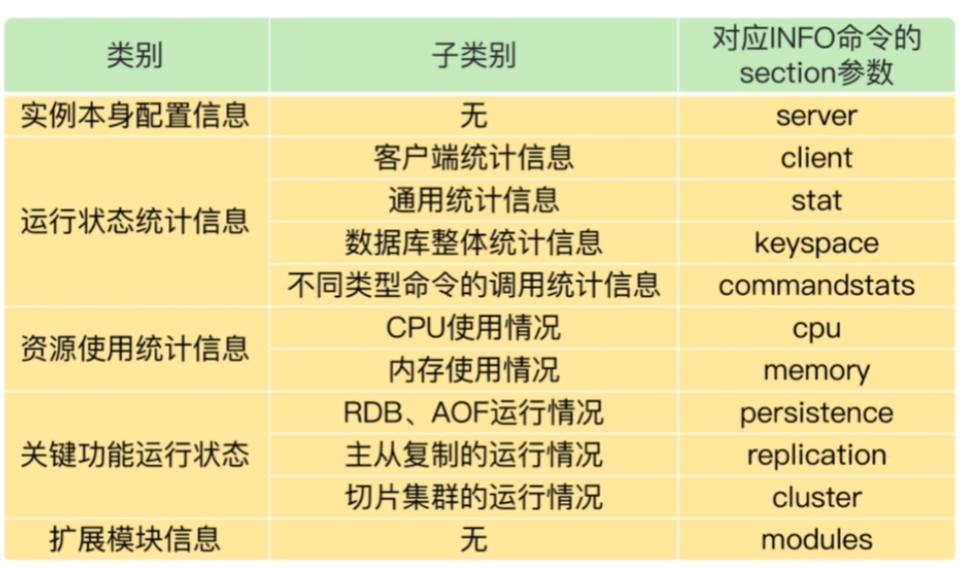 类别
子类别
对应INFO命令的
section参数
实例本身配置信息
无
server
运行状态统计信息
客户端统计信息
client
通用统计信息
stat
数据库整体统计信息
keyspace
不同类型命令的调用统计信息
commandstats
资源使用统计信息
CPU使用情况
cpu
内存使用情况
memory
关键功能运行状态
RDB、AOF运行情况
persistence
主从复制的运行情况
replication
切片集群的运行情况
cluster
扩展模块信息
无
modules